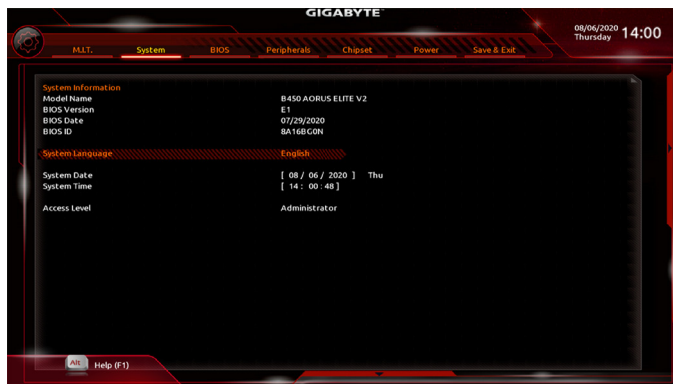 GIGABYTE™
08/06/2020 14:00
Thursday
M.I.T. System BIOS Peripherals Chipset Power Save & Exit
System Information
Model Name B450 AORUS ELITE V2
BIOS Version E1
BIOS Date 07/29/2020
BIOS ID 8A16BG0N
System Language English
System Date [ 08 / 06 / 2020 ] Thu
System Time [ 14 : 00 : 48 ]
Access Level Administrator
Alt Help (F1)